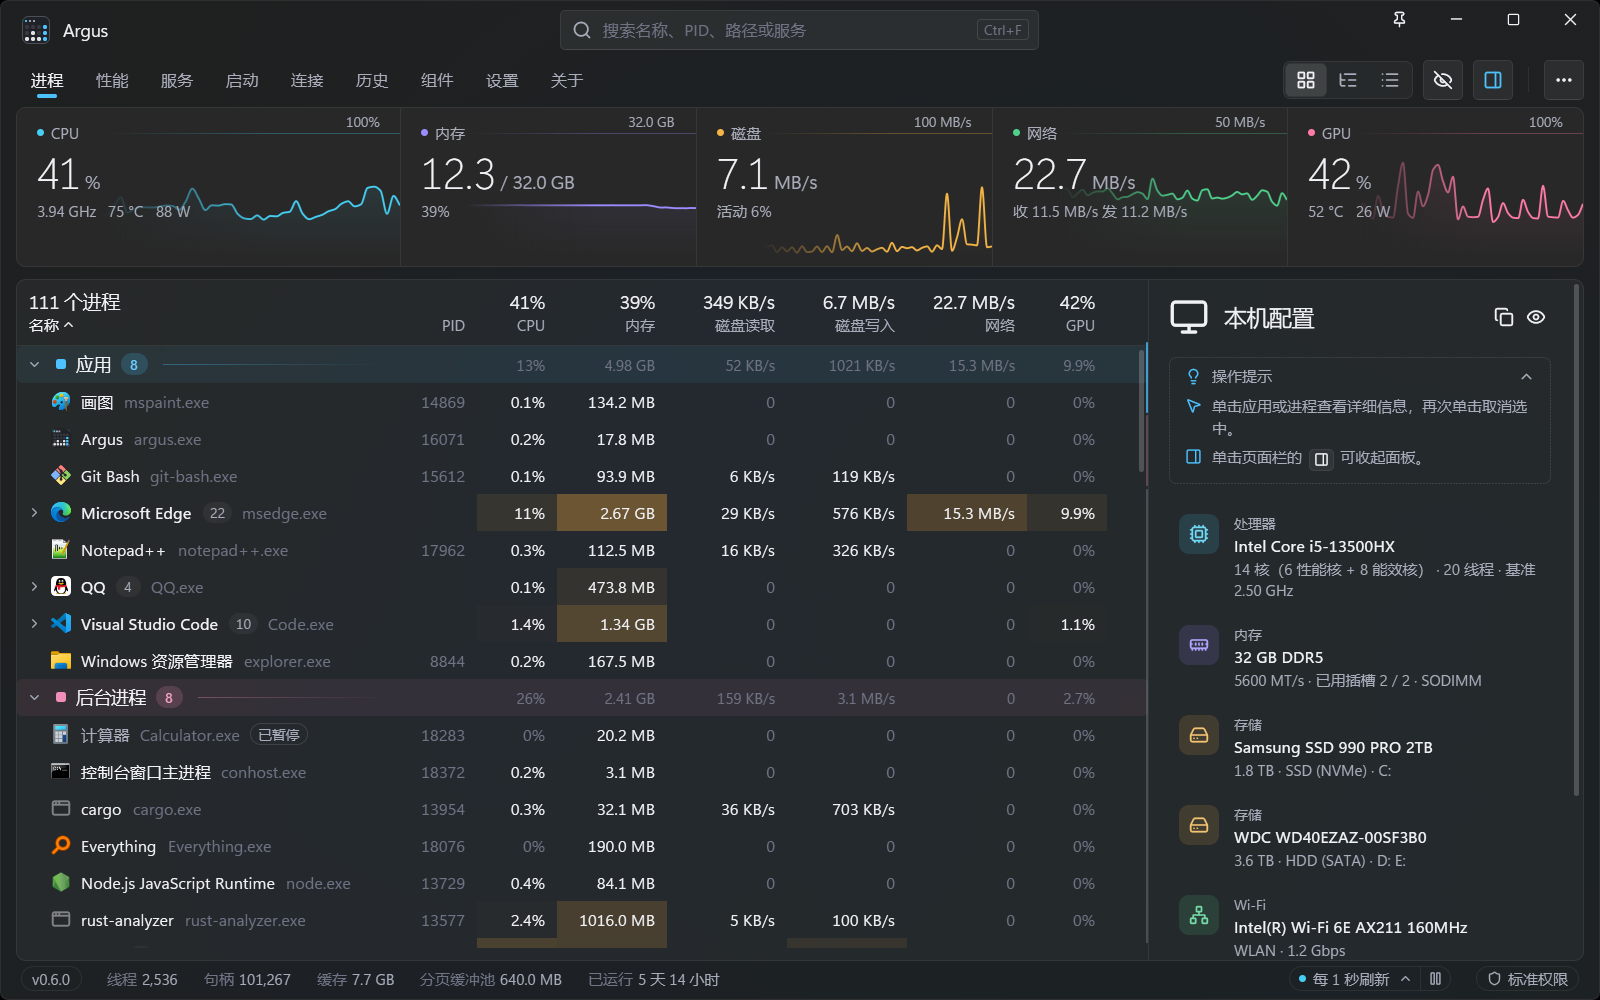 Argus
搜索名称、PID、路径或服务 Ctrl+F
进程 性能 服务 启动 连接 历史 组件 设置 关于
CPU 100%
41 %
3.94 GHz 75 °C 88 W
内存 32.0 GB
12.3 / 32.0 GB
39%
磁盘 100 MB/s
7.1 MB/s
活动 6%
网络 50 MB/s
22.7 MB/s
收 11.5 MB/s 发 11.2 MB/s
GPU 100%
42 %
52 °C 26 W
111 个进程 41% 39% 349 KB/s 6.7 MB/s 22.7 MB/s 42%
名称 PID CPU 内存 磁盘读取 磁盘写入 网络 GPU
应用 8 13% 4.98 GB 52 KB/s 1021 KB/s 15.3 MB/s 9.9%
画图 mspaint.exe 14869 0.1% 134.2 MB 0 0 0 0%
Argus argus.exe 16071 0.2% 17.8 MB 0 0 0 0%
Git Bash git-bash.exe 15612 0.1% 93.9 MB 6 KB/s 119 KB/s 0 0%
Microsoft Edge 22 msedge.exe 11% 2.67 GB 29 KB/s 576 KB/s 15.3 MB/s 9.9%
Notepad++ notepad++.exe 17962 0.3% 112.5 MB 16 KB/s 326 KB/s 0 0%
QQ 4 QQ.exe 0.1% 473.8 MB 0 0 0 0%
Visual Studio Code 10 Code.exe 1.4% 1.34 GB 0 0 0 1.1%
Windows 资源管理器 explorer.exe 8844 0.2% 167.5 MB 0 0 0 0%
后台进程 8 26% 2.41 GB 159 KB/s 3.1 MB/s 0 2.7%
计算器 Calculator.exe 已暂停 18283 0% 20.2 MB 0 0 0 0%
控制台窗口主进程 conhost.exe 18372 0.2% 3.1 MB 0 0 0 0%
cargo cargo.exe 13954 0.3% 32.1 MB 36 KB/s 703 KB/s 0 0%
Everything Everything.exe 18076 0% 190.0 MB 0 0 0 0%
Node.js JavaScript Runtime node.exe 13729 0.4% 84.1 MB 0 0 0 0%
rust-analyzer rust-analyzer.exe 13577 2.4% 1016.0 MB 5 KB/s 100 KB/s 0 0%
本机配置
操作提示
单击应用或进程查看详细信息，再次单击取消选
中。
单击页面栏的 可收起面板。
处理器
Intel Core i5-13500HX
14 核（6 性能核 + 8 能效核） · 20 线程 · 基准
2.50 GHz
内存
32 GB DDR5
5600 MT/s · 已用插槽 2 / 2 · SODIMM
存储
Samsung SSD 990 PRO 2TB
1.8 TB · SSD (NVMe) · C:
存储
WDC WD40EZAZ-00SF3B0
3.6 TB · HDD (SATA) · D: E:
Wi-Fi
Intel(R) Wi-Fi 6E AX211 160MHz
WLAN · 1.2 Gbps
v0.6.0 线程 2,536 句柄 101,267 缓存 7.7 GB 分页缓冲池 640.0 MB 已运行 5 天 14 小时 每 1 秒刷新 标准权限